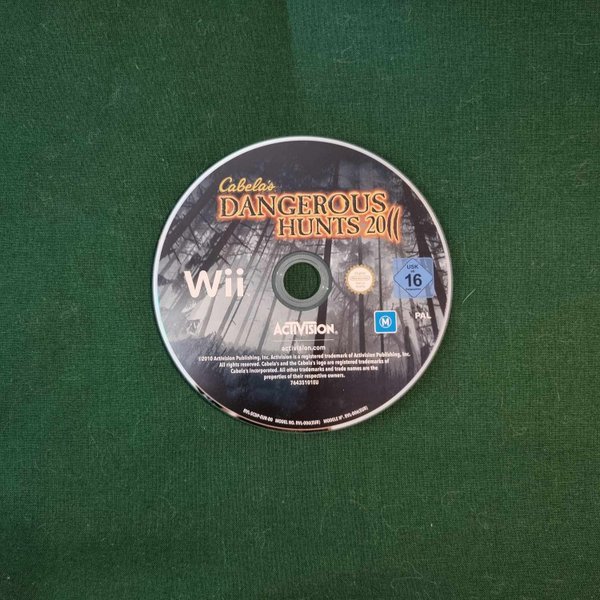 Cabela's
DANGEROUS
HUNTS 2011
Wii
USK
16
M
PAL
ACTIVISION
activision.com
©2010 Activision Publishing, Inc. Activision is a registered trademark of Activision Publishing, Inc.
All rights reserved. Cabela's and the Cabela's logo are registered trademarks of
Cabela's Incorporated. All other trademarks and trade names are the
properties of their respective owners.
76435101OU